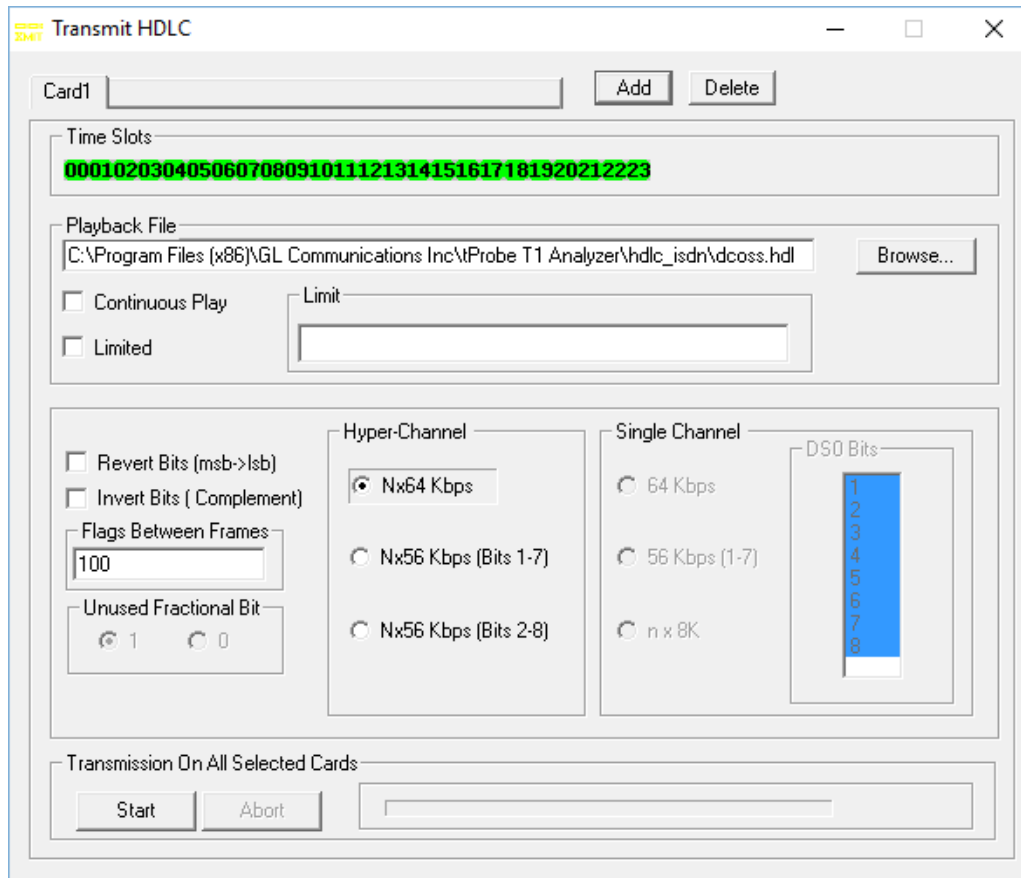 XMIT Transmit HDLC
Card1 Add Delete
Time Slots
000102030405060708091011121314151617181920212223
Playback File
C:\Program Files (x86)\GL Communications Inc\tProbe T1 Analyzer\hdlc_isdn\dcoss.hdl Browse...
Continuous Play
Limit
Limited
Revert Bits (msb->lsb)
Invert Bits ( Complement)
Flags Between Frames
100
Unused Fractional Bit
1 0
Hyper-Channel
Nx64 Kbps
Nx56 Kbps (Bits 1-7)
Nx56 Kbps (Bits 2-8)
Single Channel
64 Kbps
56 Kbps (1-7)
n x 8K
DS0 Bits
1
2
3
4
5
6
7
8
Transmission On All Selected Cards
Start Abort